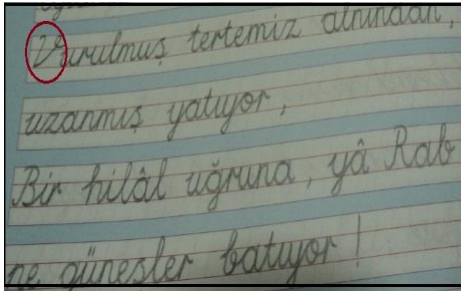 Vurulmuş tertemiz alnından,
uzanmış yatıyor,
Bir hilâl uğruna, yâ Rab
ne güneşler batıyor!